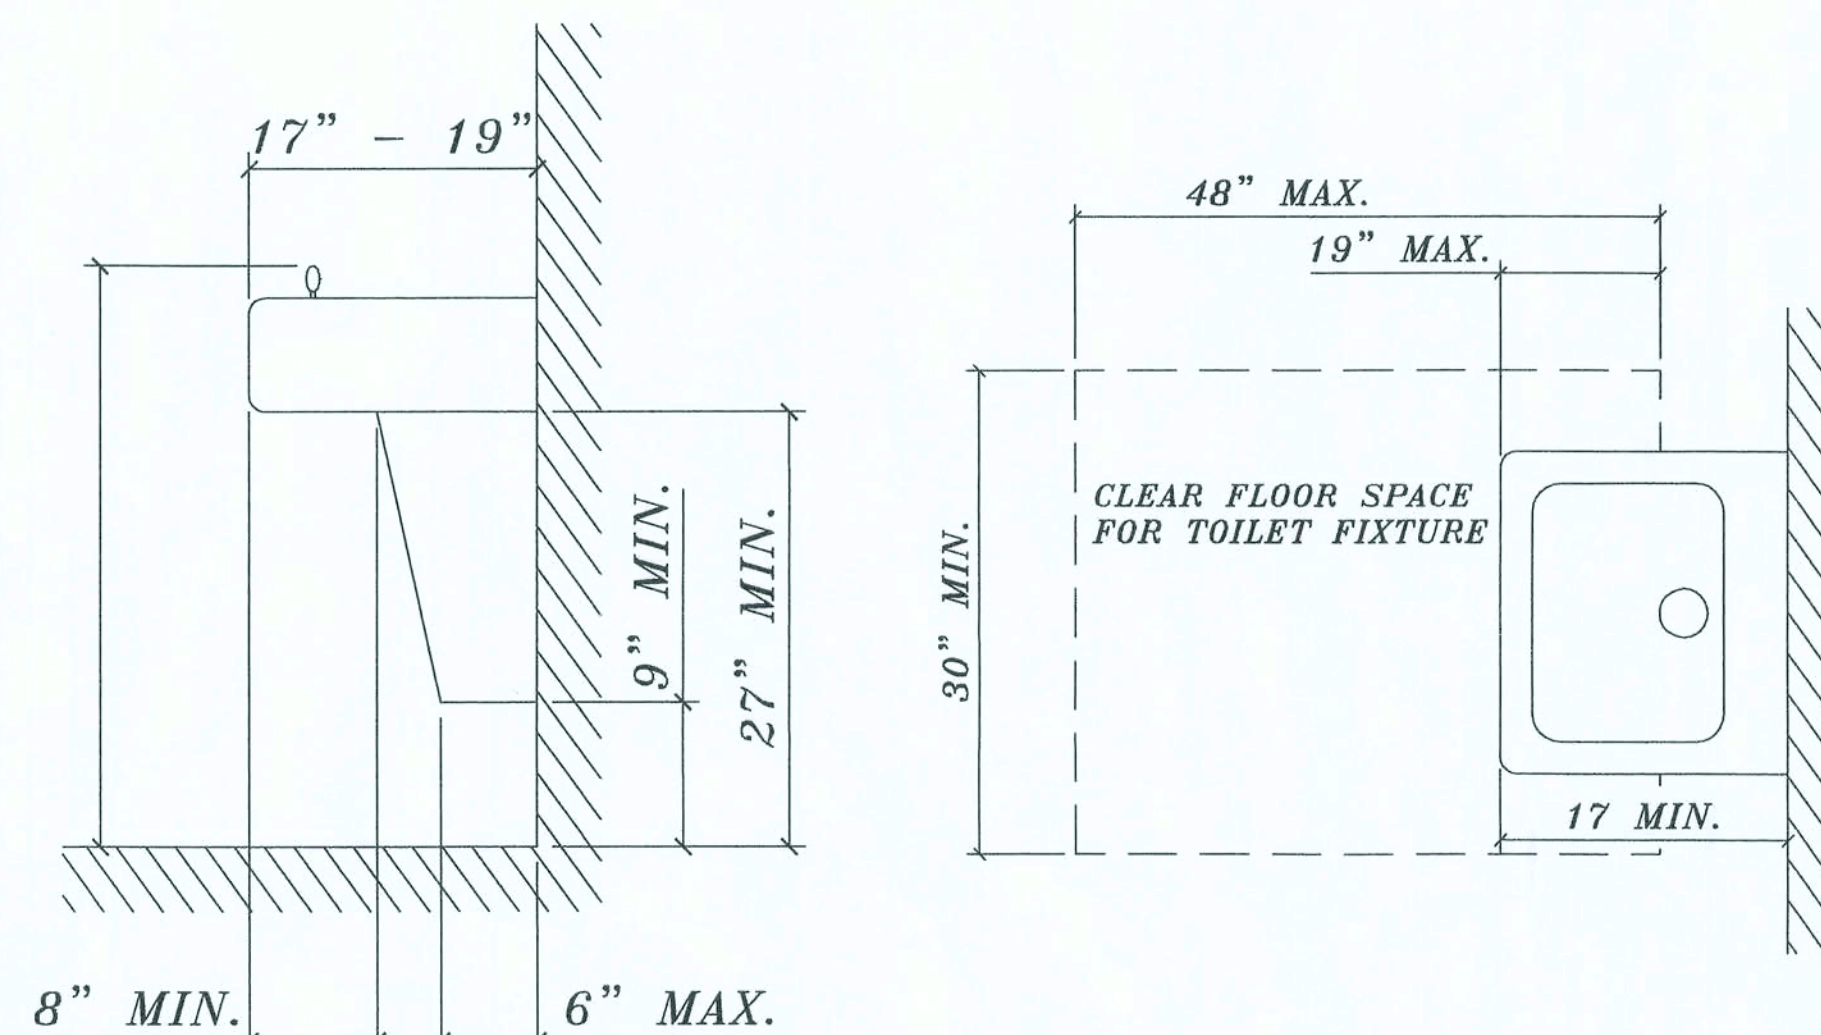 17” – 19”
9” MIN.
27” MIN.
8” MIN.
6” MAX.
48” MAX.
19” MAX.
30” MIN.
CLEAR FLOOR SPACE
FOR TOILET FIXTURE
17 MIN.